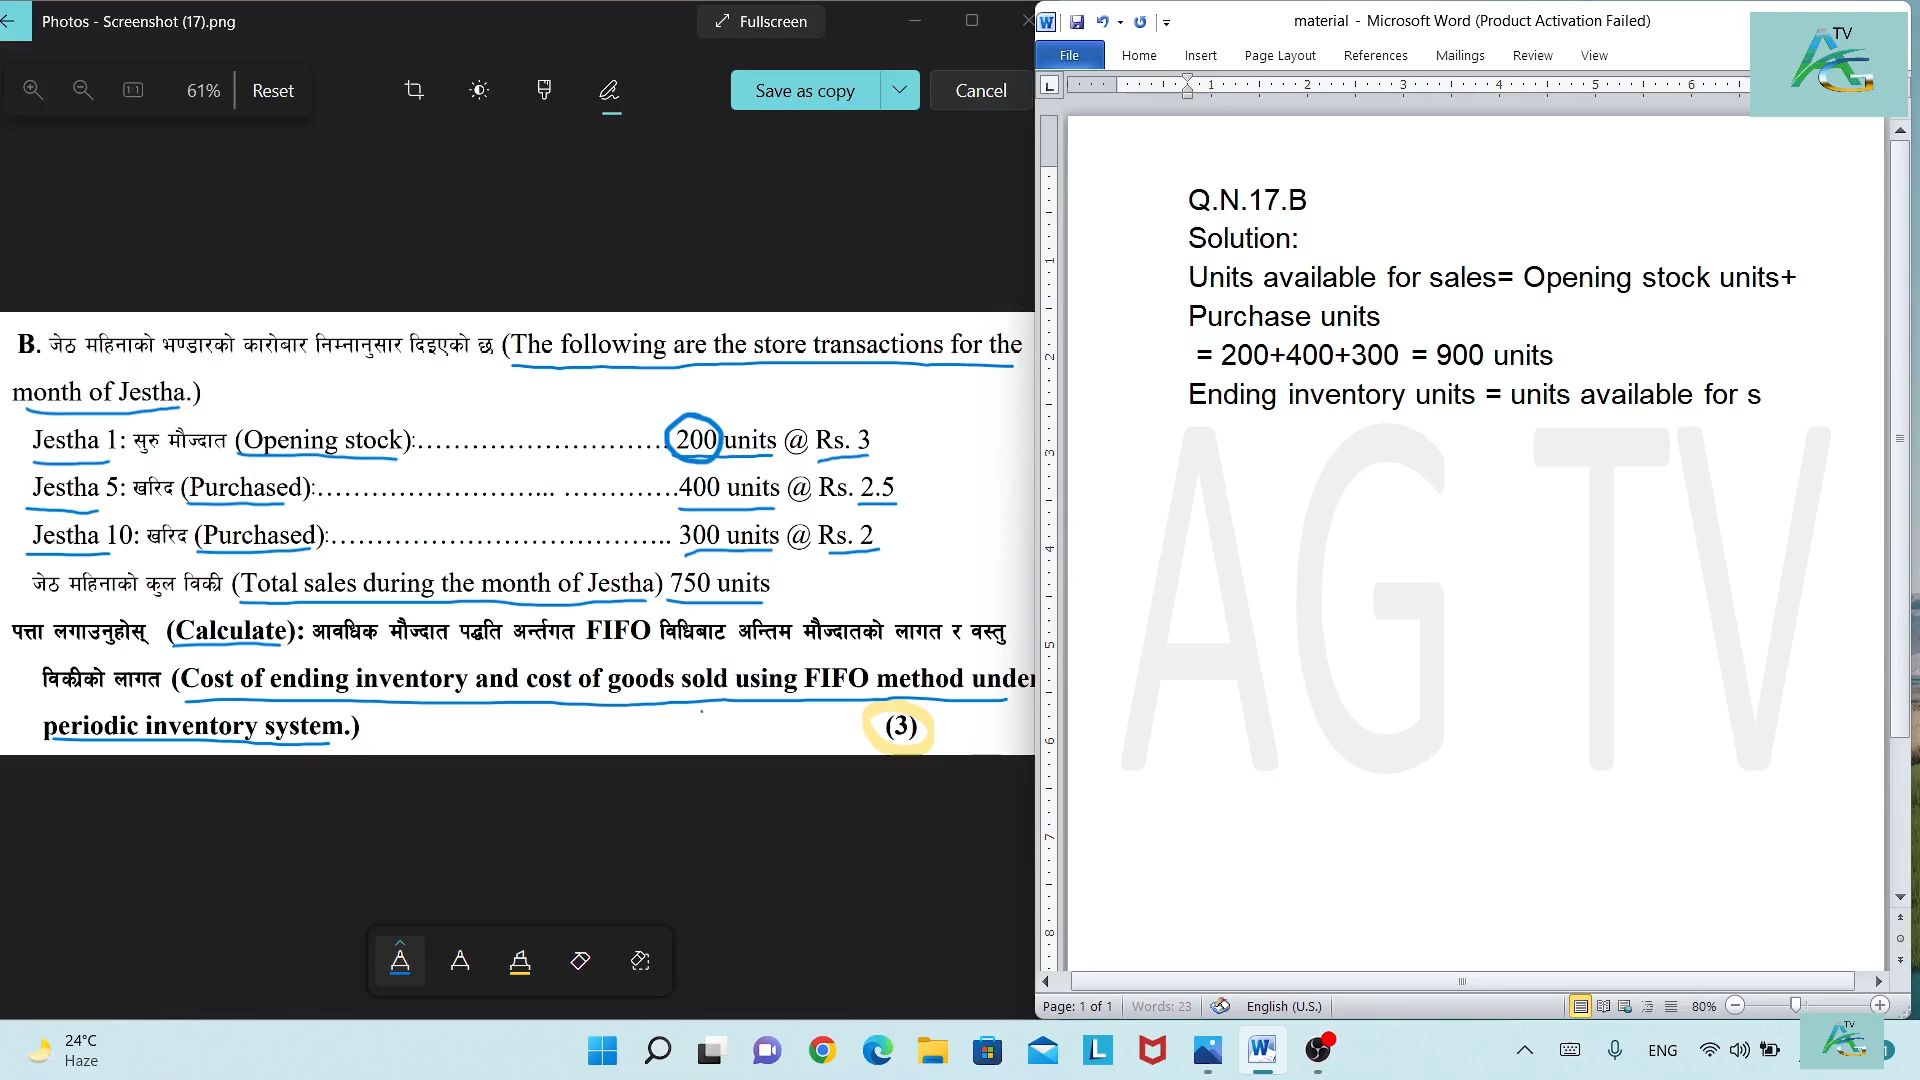 Photos - Screenshot (17).png
Fullscreen
61%
Reset
Save as copy
Cancel
B. जेठ महिनाको भण्डारको कारोबार निम्नानुसार दिइएको छ (The following are the store transactions for the
month of Jestha.)
Jestha 1: सुरु मौज्दात (Opening stock):............................ 200 units @ Rs. 3
Jestha 5: खरिद (Purchased):........................... .............400 units @ Rs. 2.5
Jestha 10: खरिद (Purchased):..................................... 300 units @ Rs. 2
जेठ महिनाको कुल विक्री (Total sales during the month of Jestha) 750 units
पत्ता लगाउनुहोस् (Calculate): आवधिक मौज्दात पद्धति अर्न्तगत FIFO विधिबाट अन्तिम मौज्दातको लागत र वस्तु
विक्रीको लागत (Cost of ending inventory and cost of goods sold using FIFO method under
periodic inventory system.) (3)
24°C
Haze
material - Microsoft Word (Product Activation Failed)
File Home Insert Page Layout References Mailings Review View
TV
AG
Q.N.17.B
Solution:
Units available for sales= Opening stock units+
Purchase units
= 200+400+300 = 900 units
Ending inventory units = units available for s
AG TV
Page: 1 of 1 Words: 23 English (U.S.) 80%
ENG